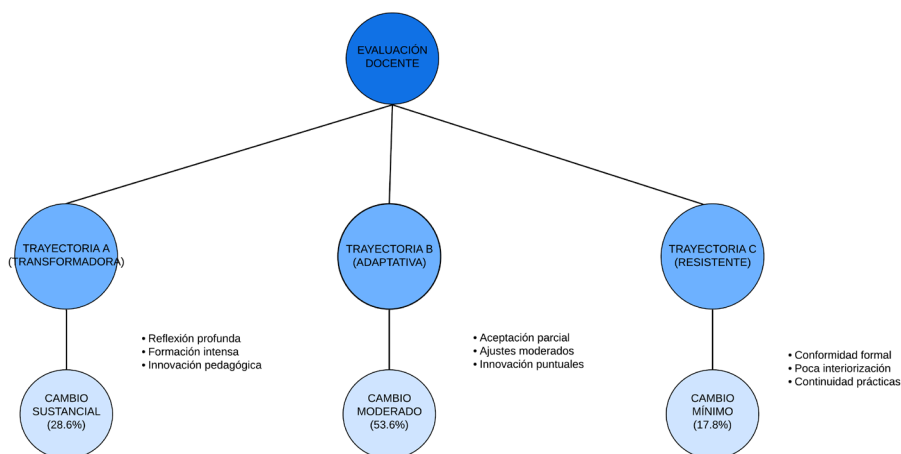 EVALUACIÓN
DOCENTE
TRAYECTORIA A
(TRANSFORMADORA)
TRAYECTORIA B
(ADAPTATIVA)
TRAYECTORIA C
(RESISTENTE)
• Reflexión profunda
• Formación intensa
• Innovación pedagógica
• Aceptación parcial
• Ajustes moderados
• Innovación puntuales
• Conformidad formal
• Poca interiorización
• Continuidad prácticas
CAMBIO
SUSTANCIAL
(28.6%)
CAMBIO
MODERADO
(53.6%)
CAMBIO
MÍNIMO
(17.8%)